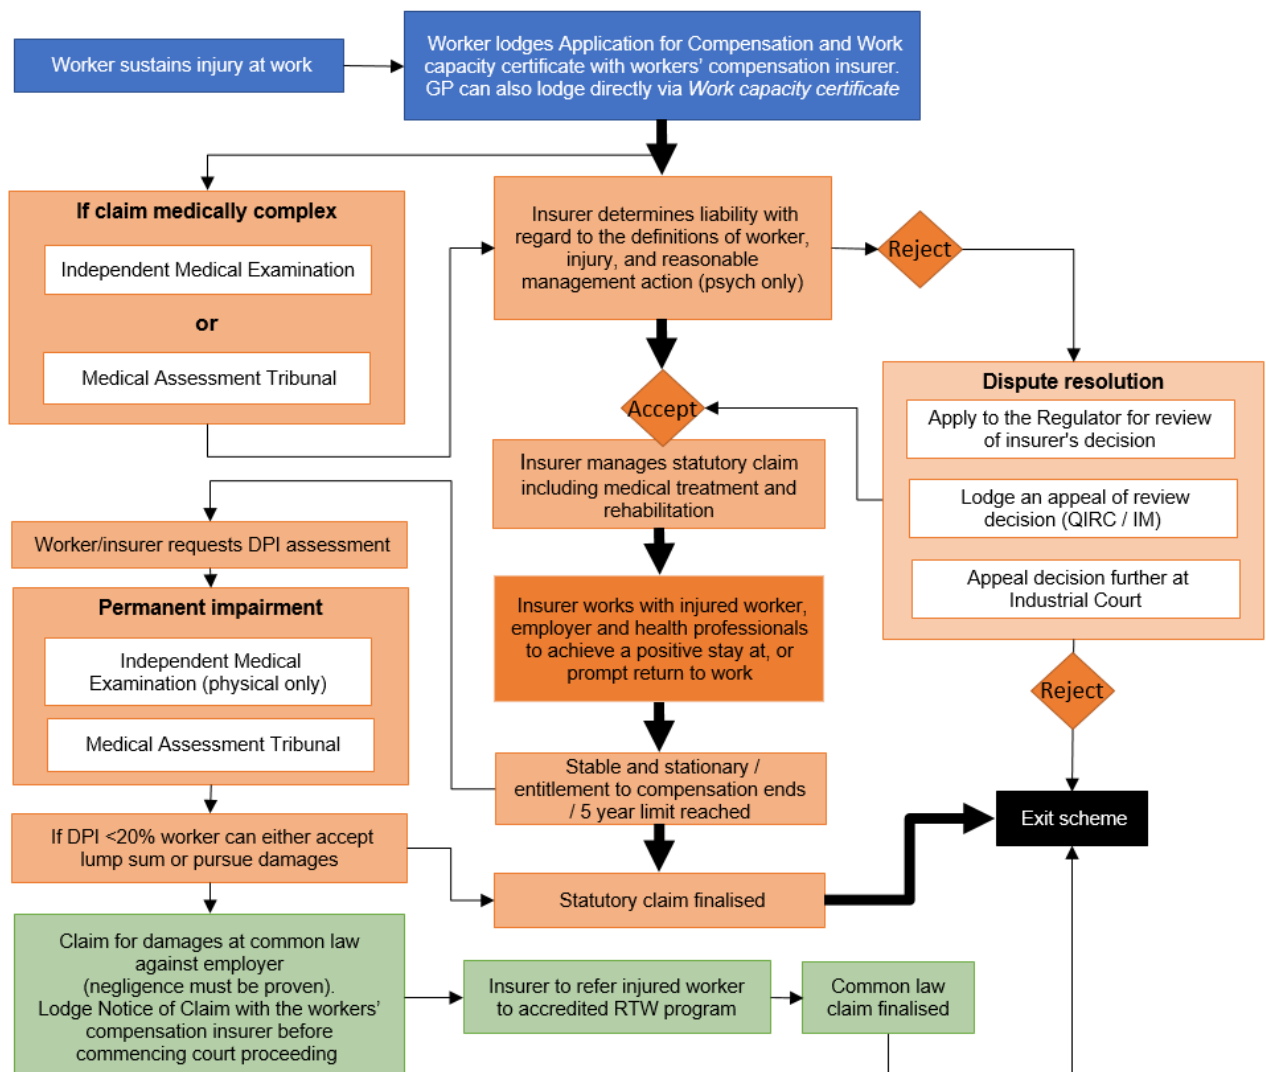 Worker sustains injury at work
Worker lodges Application for Compensation and Work
capacity certificate with workers' compensation insurer.
GP can also lodge directly via Work capacity certificate
If claim medically complex
Independent Medical Examination
or
Medical Assessment Tribunal
Insurer determines liability with
regard to the definitions of worker,
injury, and reasonable
management action (psych only)
Reject
Accept
Dispute resolution
Apply to the Regulator for review
of insurer's decision
Lodge an appeal of review
decision (QIRC / IM)
Appeal decision further at
Industrial Court
Reject
Insurer manages statutory claim
including medical treatment and
rehabilitation
Worker/insurer requests DPI assessment
Permanent impairment
Independent Medical
Examination (physical only)
Medical Assessment Tribunal
Insurer works with injured worker,
employer and health professionals
to achieve a positive stay at, or
prompt return to work
Stable and stationary /
entitlement to compensation ends
/ 5 year limit reached
Exit scheme
If DPI <20% worker can either accept
lump sum or pursue damages
Statutory claim finalised
Claim for damages at common law
against employer
(negligence must be proven).
Lodge Notice of Claim with the workers'
compensation insurer before
commencing court proceeding
Insurer to refer injured worker
to accredited RTW program
Common law
claim finalised